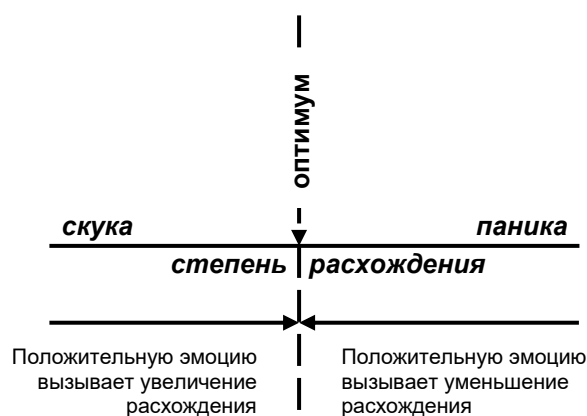 оптимум
скука
паника
степень расхождения
Положительную эмоцию
вызывает увеличение
расхождения
Положительную эмоцию
вызывает уменьшение
расхождения